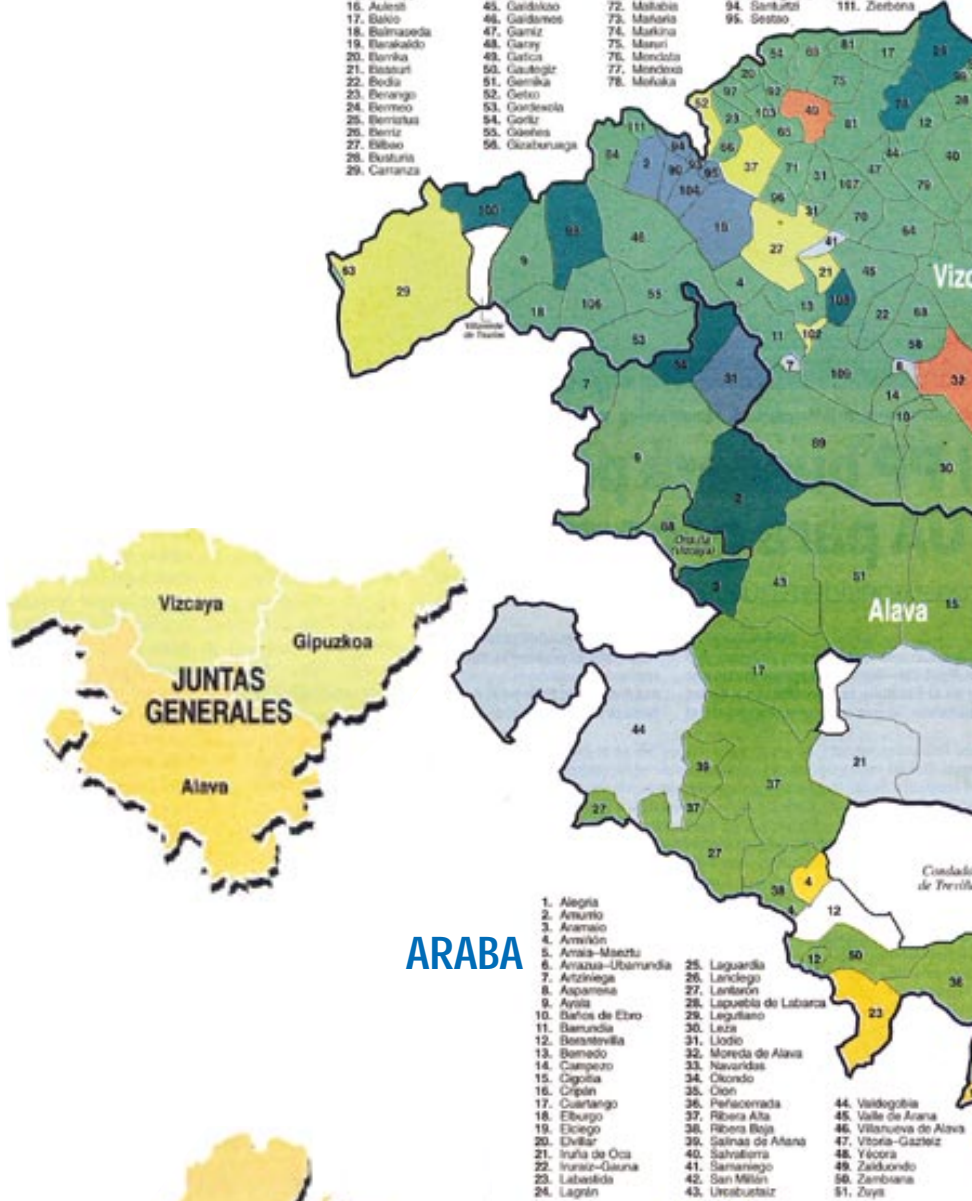 16. Aulesti
17. Bakio
18. Balmaseda
19. Barakaldo
20. Barrika
21. Basauri
22. Bedia
23. Berango
24. Bermeo
25. Berriatua
26. Berriz
27. Bilbao
28. Busturia
29. Carranza
45. Galdakao
46. Galdames
47. Gamiz
48. Garay
49. Gatica
50. Gautegiz
51. Gernika
52. Getxo
53. Gordexola
54. Gorliz
55. Güeñes
56. Gizaburuaga
72. Mallabia
73. Mañaria
74. Markina
75. Maruri
76. Mendata
77. Mendexa
78. Meñaka
94. Santurtzi
95. Sestao
111. Zierbena
Vizc
Orduña
(Vizcaya)
Alava
Vizcaya
Gipuzkoa
JUNTAS
GENERALES
Alava
Condado
de Treviñ
ARABA
1. Alegria
2. Amurrio
3. Aramaio
4. Armiñón
5. Arraia-Maeztu
6. Arrazua-Ubarrundia
7. Artziniega
8. Asparrena
9. Ayala
10. Baños de Ebro
11. Barrundia
12. Berantevilla
13. Bernedo
14. Campezo
15. Cigoitia
16. Cripán
17. Cuartango
18. Elburgo
19. Elciego
20. Elvillar
21. Iruña de Oca
22. Iruraiz-Gauna
23. Labastida
24. Lagrán
25. Laguardia
26. Lanciego
27. Lantarón
28. Lapuebla de Labarca
29. Legutiano
30. Leza
31. Llodio
32. Moreda de Alava
33. Navaridas
34. Okondo
35. Oion
36. Peñacerrada
37. Ribera Alta
38. Ribera Baja
39. Salinas de Añana
40. Salvatierra
41. Samaniego
42. San Millán
43. Urcabustaiz
44. Valdegobia
45. Valle de Arana
46. Villanueva de Alava
47. Vitoria-Gazteiz
48. Yécora
49. Zalduondo
50. Zambrana
51. Zuya